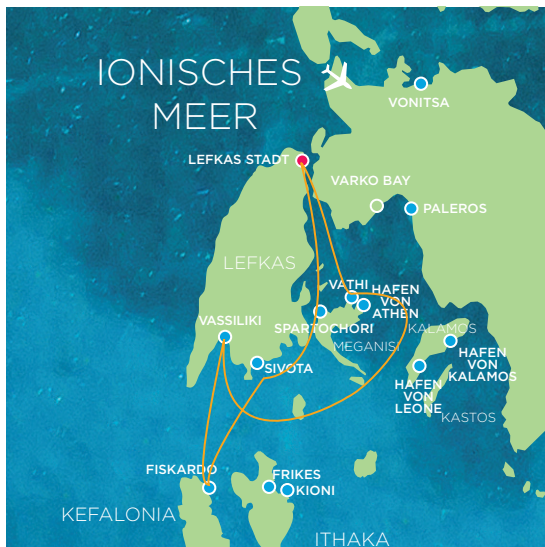 IONISCHES
MEER
VONITSA
LEFKAS STADT
VARKO BAY
PALEROS
LEFKAS
VATHI
HAFEN
VON
ATHEN
SPARTOCHORI
VASSILIKI
MEGANISI
KALAMOS
SIVOTA
HAFEN
VON
KALAMOS
HAFEN
VON
LEONE
KASTOS
FISKARDO
FRIKES
KIONI
KEFALONIA
ITHAKA